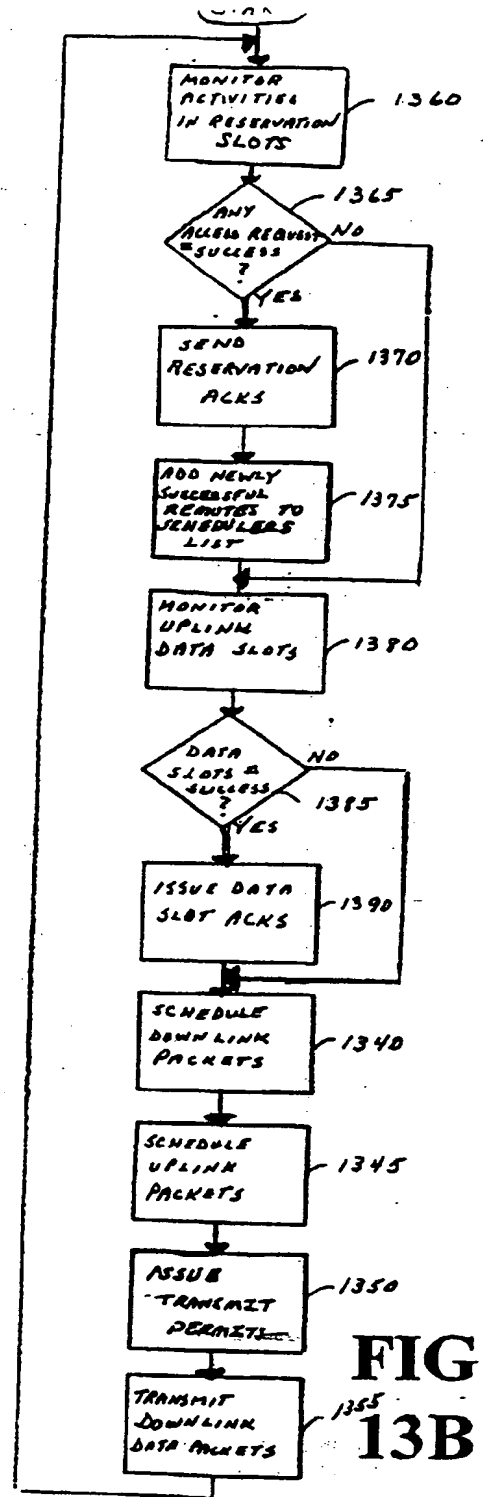 MONITOR
ACTIVITIES
IN RESERVATION
SLOTS
1360
1365
ANY
ACCESS REQUEST
= SUCCESS
?
NO
YES
SEND
RESERVATION
ACKS
1370
ADD NEWLY
SUCCESSFUL
REMOTES TO
SCHEDULERS
LIST
1375
MONITOR
UPLINK
DATA SLOTS
1380
DATA
SLOTS =
SUCCESS
?
NO
1385
YES
ISSUE DATA
SLOT ACKS
1390
SCHEDULE
DOWNLINK
PACKETS
1340
SCHEDULE
UPLINK
PACKETS
1345
ISSUE
TRANSMIT
PERMITS
1350
TRANSMIT
DOWNLINK
DATA PACKETS
1355
FIG
13B